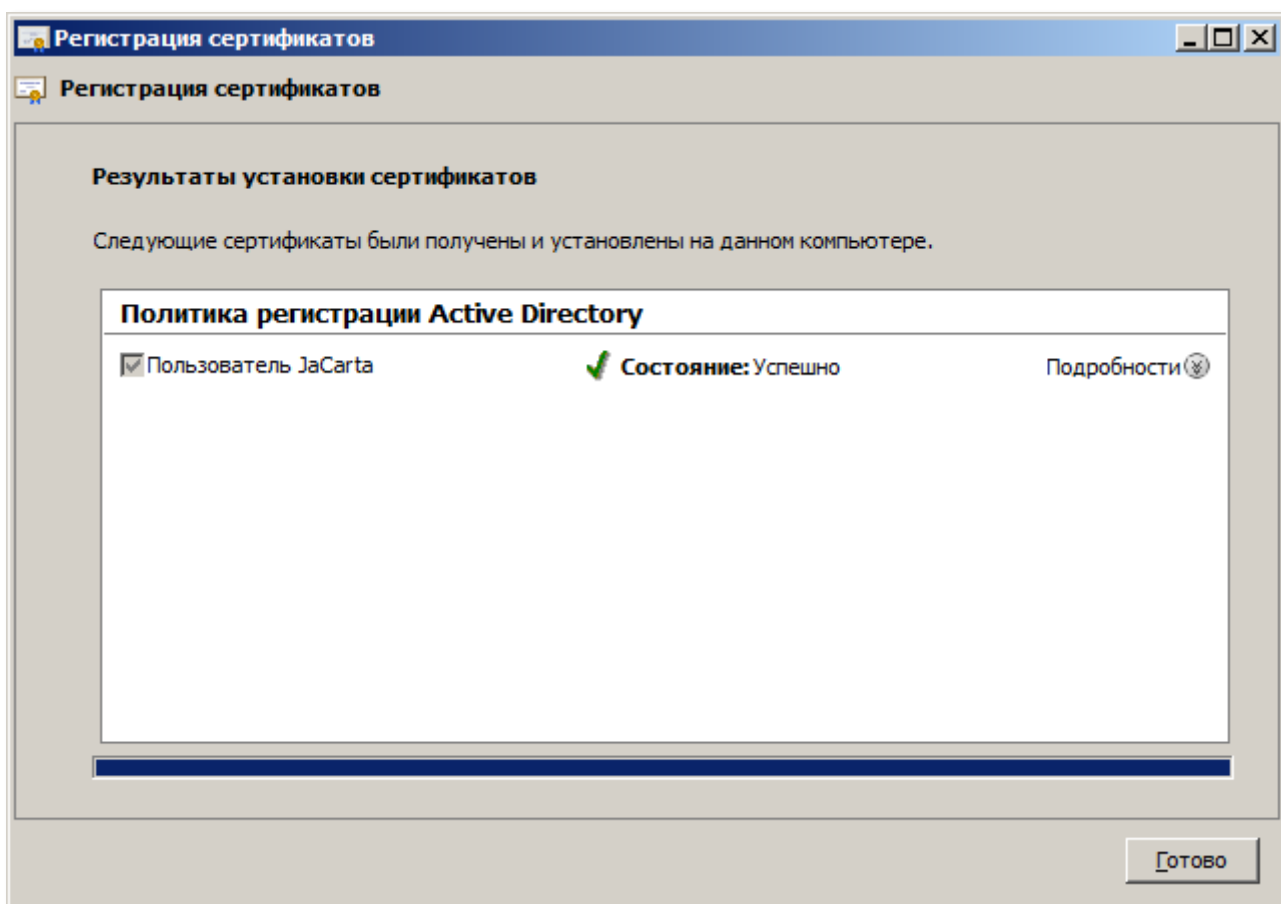 Регистрация сертификатов
Регистрация сертификатов
Результаты установки сертификатов
Следующие сертификаты были получены и установлены на данном компьютере.
Политика регистрации Active Directory
Пользователь JaCarta Состояние: Успешно Подробности
Готово